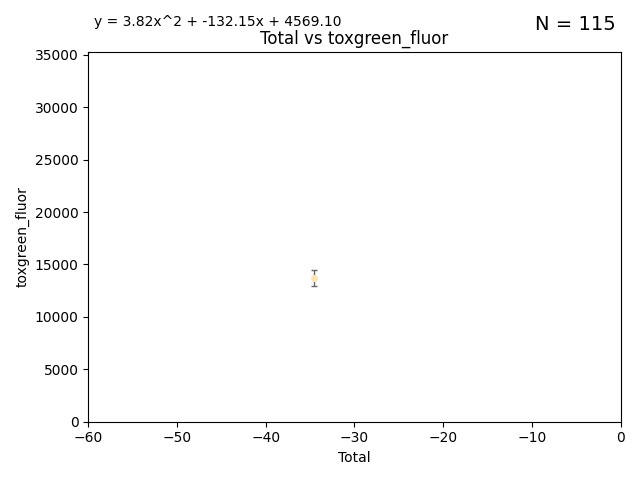 y = 3.82x^2 + -132.15x + 4569.10
N = 115
Total vs toxgreen_fluor
35000
30000
25000
20000
15000
10000
5000
0
toxgreen_fluor
−60 −50 −40 −30 −20 −10 0
Total